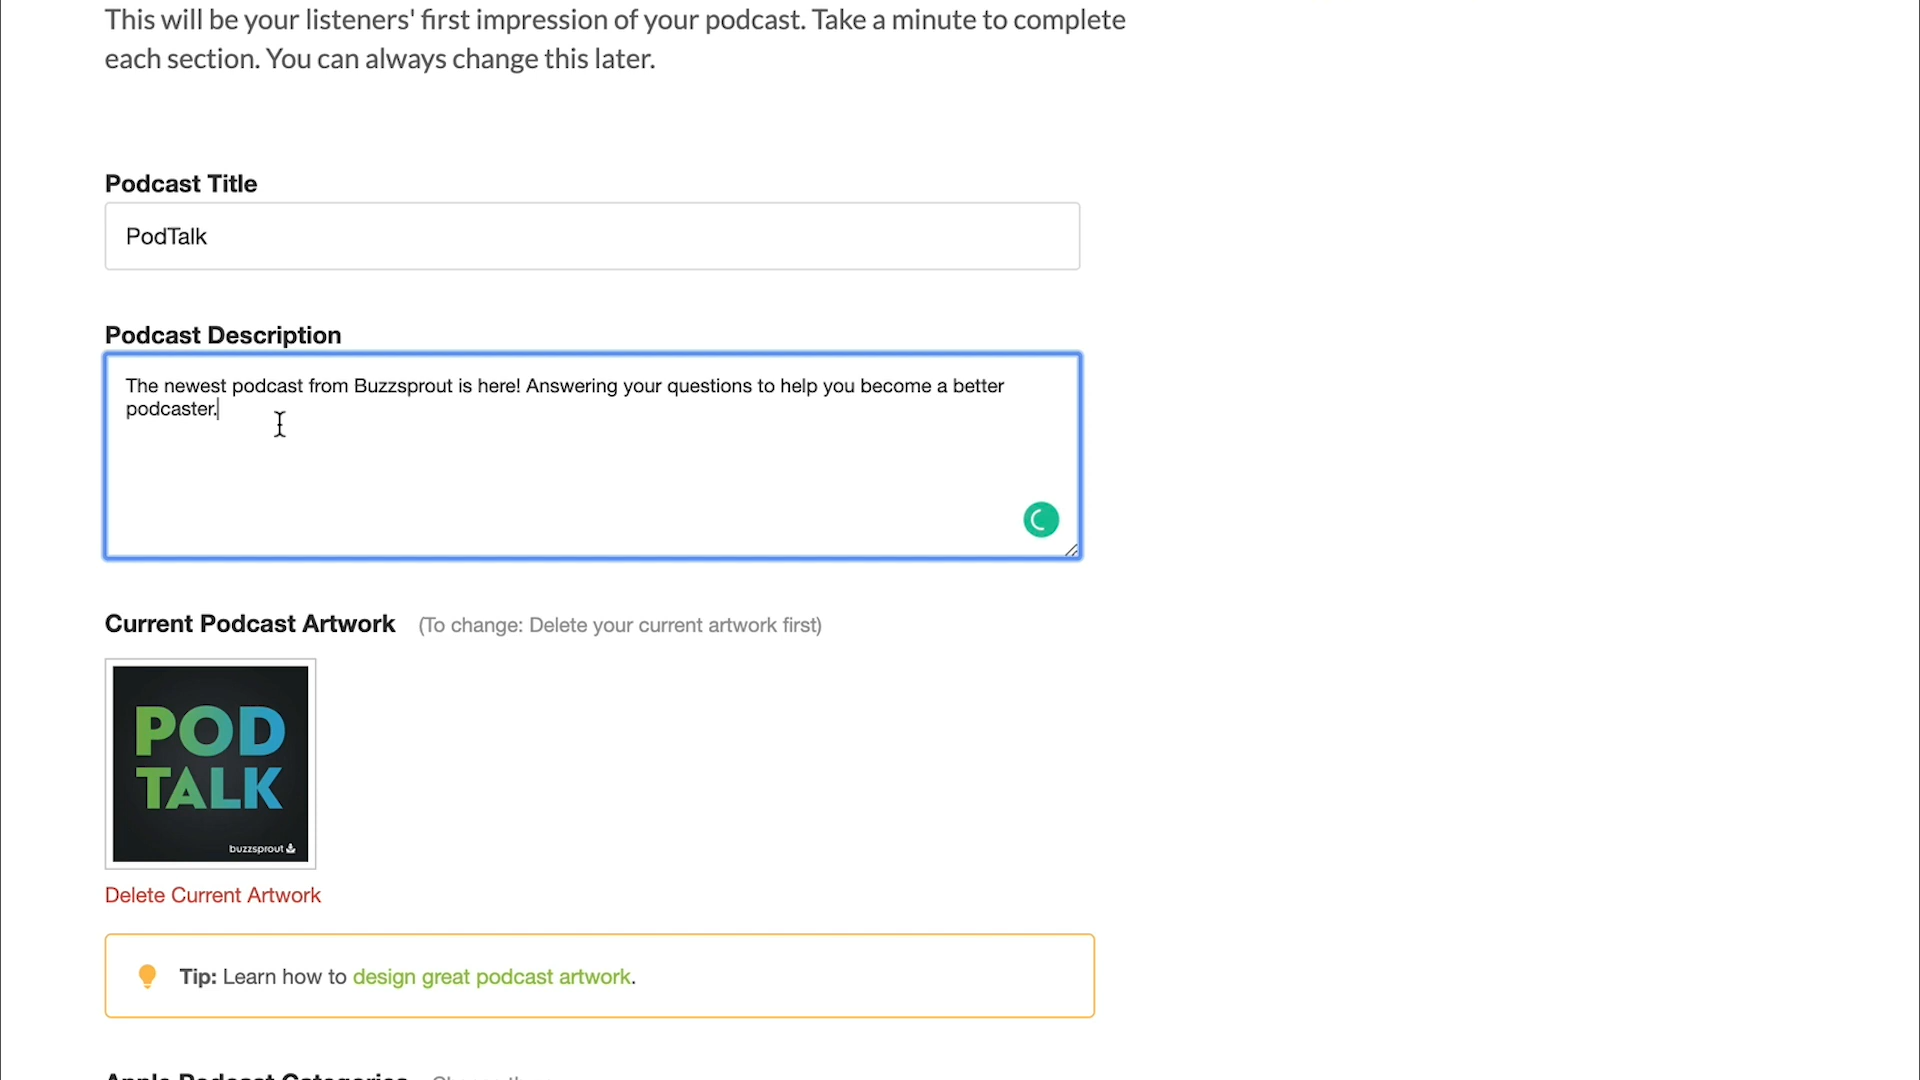 This will be your listeners' first impression of your podcast. Take a minute to complete
each section. You can always change this later.
Podcast Title
PodTalk
Podcast Description
The newest podcast from Buzzsprout is here! Answering your questions to help you become a better
podcaster.
Current Podcast Artwork (To change: Delete your current artwork first)
POD
TALK
buzzsprout
Delete Current Artwork
Tip: Learn how to design great podcast artwork.
Apple Podcast Categories